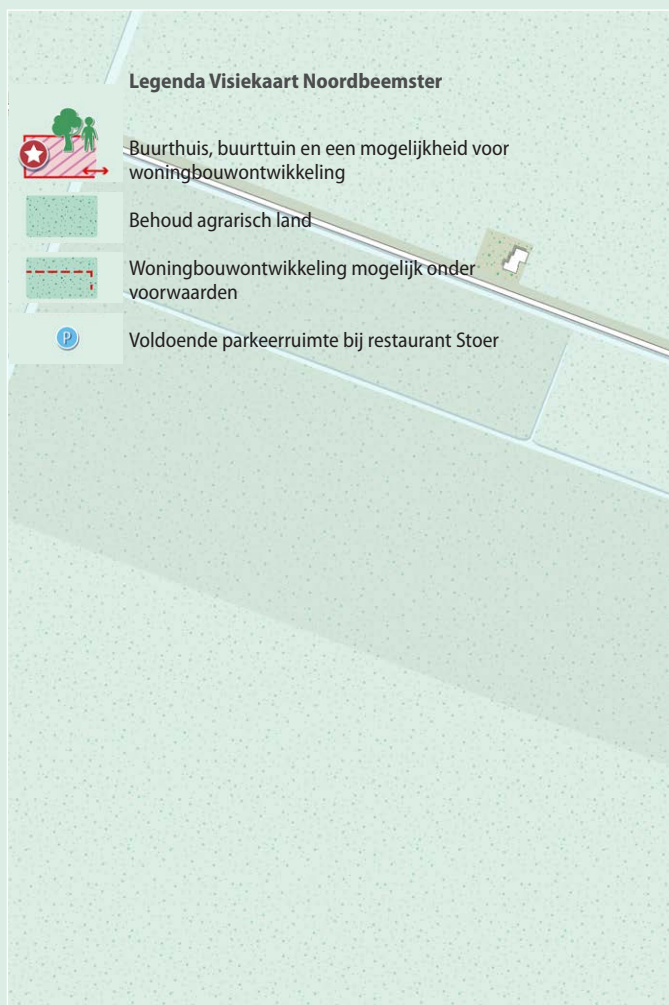 Legenda Visiekaart Noordbeemster
Buurthuis, buurttuin en een mogelijkheid voor
woningbouwontwikkeling
Behoud agrarisch land
Woningbouwontwikkeling mogelijk onder
voorwaarden
P
Voldoende parkeerruimte bij restaurant Stoer